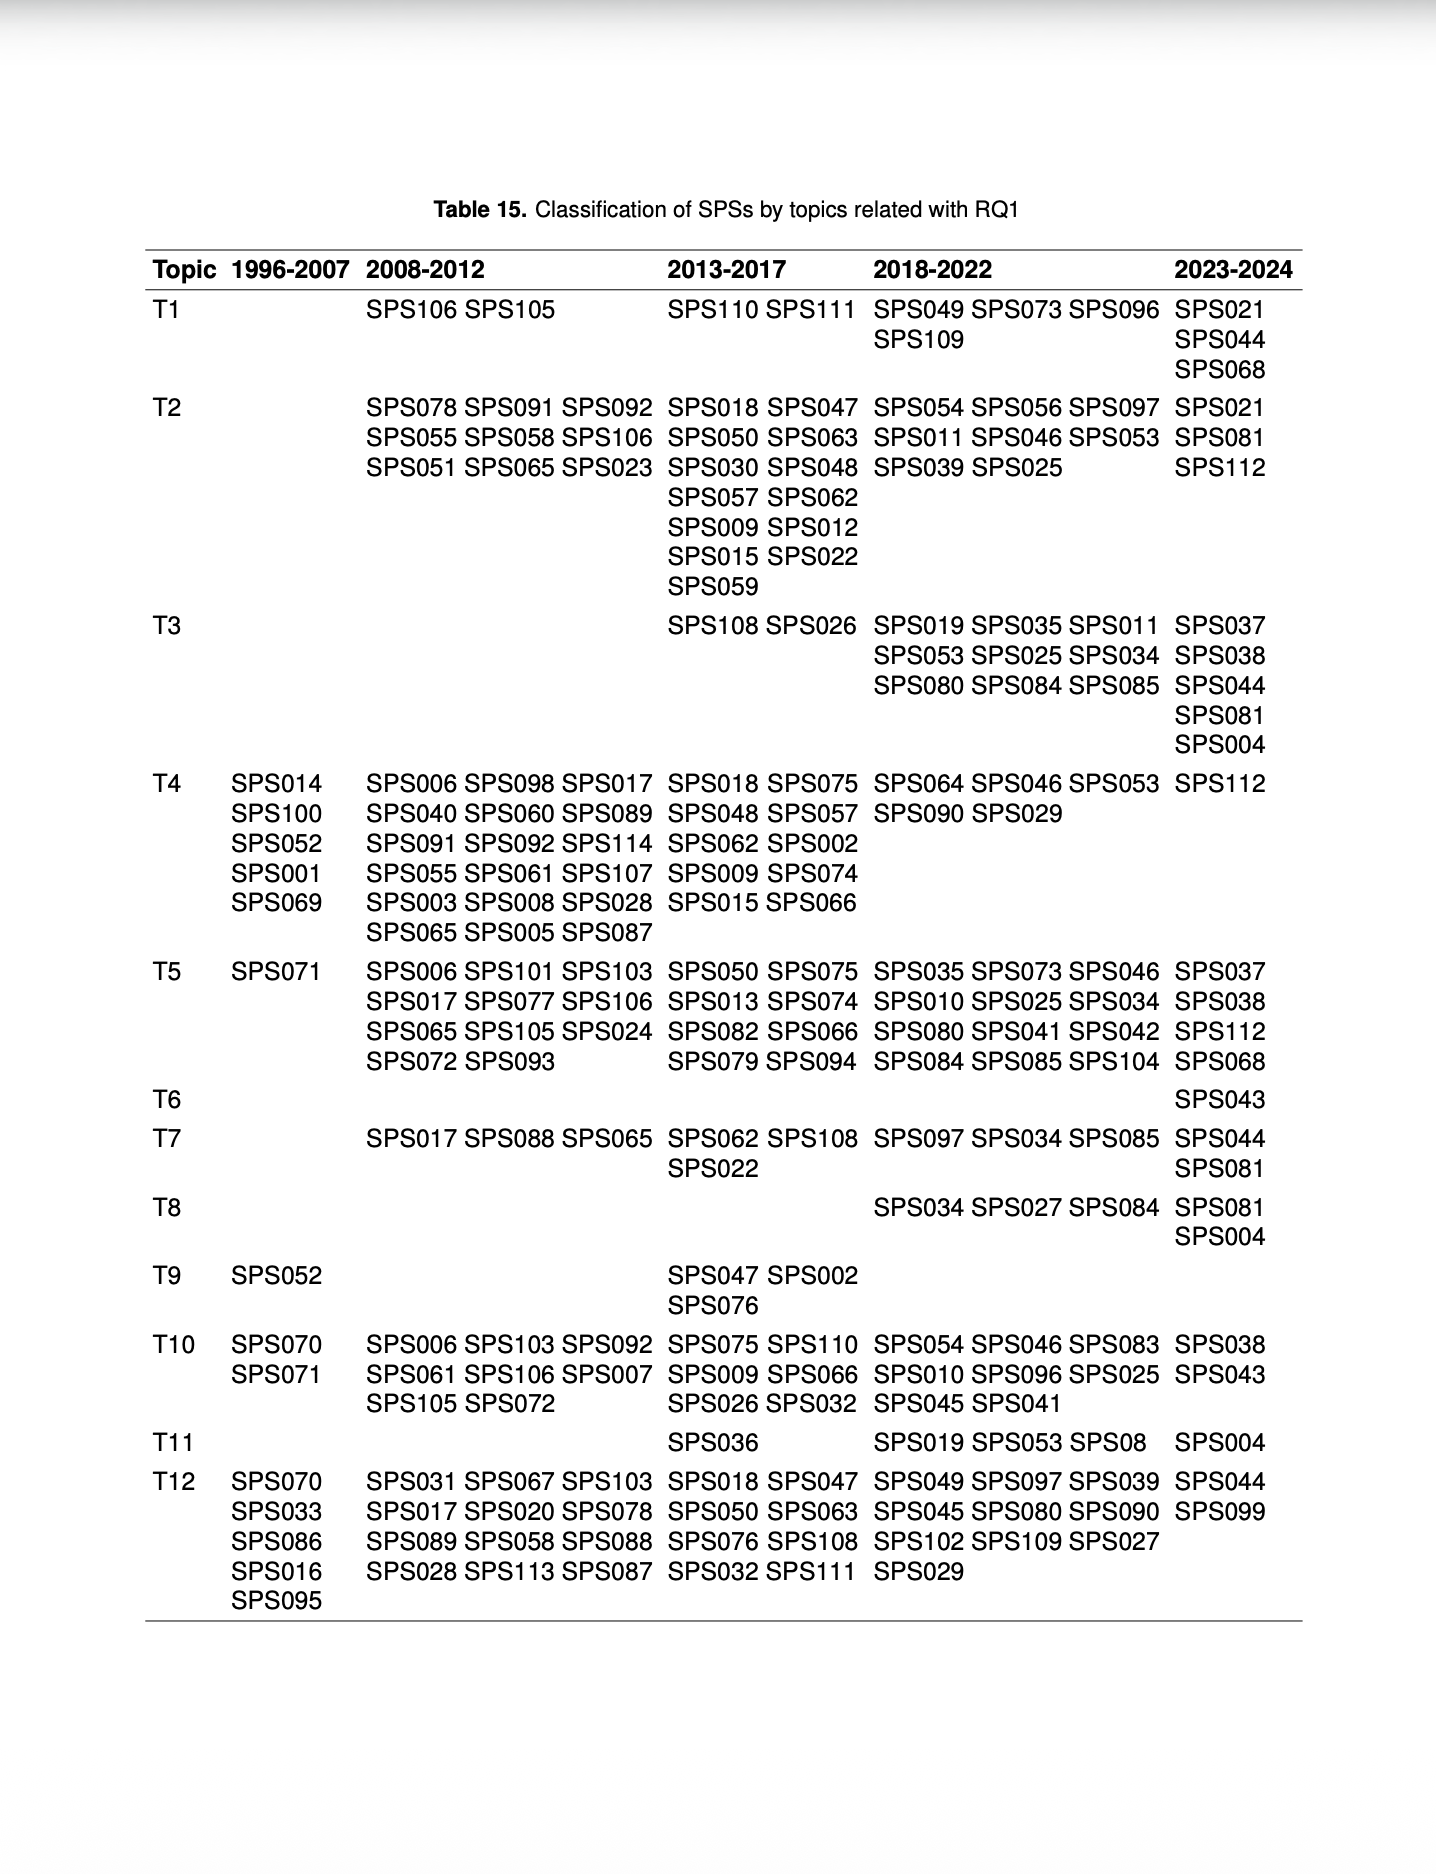 Table 15. Classification of SPSs by topics related with RQ1
Topic 1996-2007 2008-2012 2013-2017 2018-2022 2023-2024
T1 SPS106 SPS105 SPS110 SPS111 SPS049 SPS073 SPS096 SPS021
SPS109 SPS044
SPS068
T2 SPS078 SPS091 SPS092 SPS018 SPS047 SPS054 SPS056 SPS097 SPS021
SPS055 SPS058 SPS106 SPS050 SPS063 SPS011 SPS046 SPS053 SPS081
SPS051 SPS065 SPS023 SPS030 SPS048 SPS039 SPS025 SPS112
SPS057 SPS062
SPS009 SPS012
SPS015 SPS022
SPS059
T3 SPS108 SPS026 SPS019 SPS035 SPS011 SPS037
SPS053 SPS025 SPS034 SPS038
SPS080 SPS084 SPS085 SPS044
SPS081
SPS004
T4 SPS014 SPS006 SPS098 SPS017 SPS018 SPS075 SPS064 SPS046 SPS053 SPS112
SPS100 SPS040 SPS060 SPS089 SPS048 SPS057 SPS090 SPS029
SPS052 SPS091 SPS092 SPS114 SPS062 SPS002
SPS001 SPS055 SPS061 SPS107 SPS009 SPS074
SPS069 SPS003 SPS008 SPS028 SPS015 SPS066
SPS065 SPS005 SPS087
T5 SPS071 SPS006 SPS101 SPS103 SPS050 SPS075 SPS035 SPS073 SPS046 SPS037
SPS017 SPS077 SPS106 SPS013 SPS074 SPS010 SPS025 SPS034 SPS038
SPS065 SPS105 SPS024 SPS082 SPS066 SPS080 SPS041 SPS042 SPS112
SPS072 SPS093 SPS079 SPS094 SPS084 SPS085 SPS104 SPS068
T6 SPS043
T7 SPS017 SPS088 SPS065 SPS062 SPS108 SPS097 SPS034 SPS085 SPS044
SPS022 SPS081
T8 SPS034 SPS027 SPS084 SPS081
SPS004
T9 SPS052 SPS047 SPS002
SPS076
T10 SPS070 SPS006 SPS103 SPS092 SPS075 SPS110 SPS054 SPS046 SPS083 SPS038
SPS071 SPS061 SPS106 SPS007 SPS009 SPS066 SPS010 SPS096 SPS025 SPS043
SPS105 SPS072 SPS026 SPS032 SPS045 SPS041
T11 SPS036 SPS019 SPS053 SPS08 SPS004
T12 SPS070 SPS031 SPS067 SPS103 SPS018 SPS047 SPS049 SPS097 SPS039 SPS044
SPS033 SPS017 SPS020 SPS078 SPS050 SPS063 SPS045 SPS080 SPS090 SPS099
SPS086 SPS089 SPS058 SPS088 SPS076 SPS108 SPS102 SPS109 SPS027
SPS016 SPS028 SPS113 SPS087 SPS032 SPS111 SPS029
SPS095